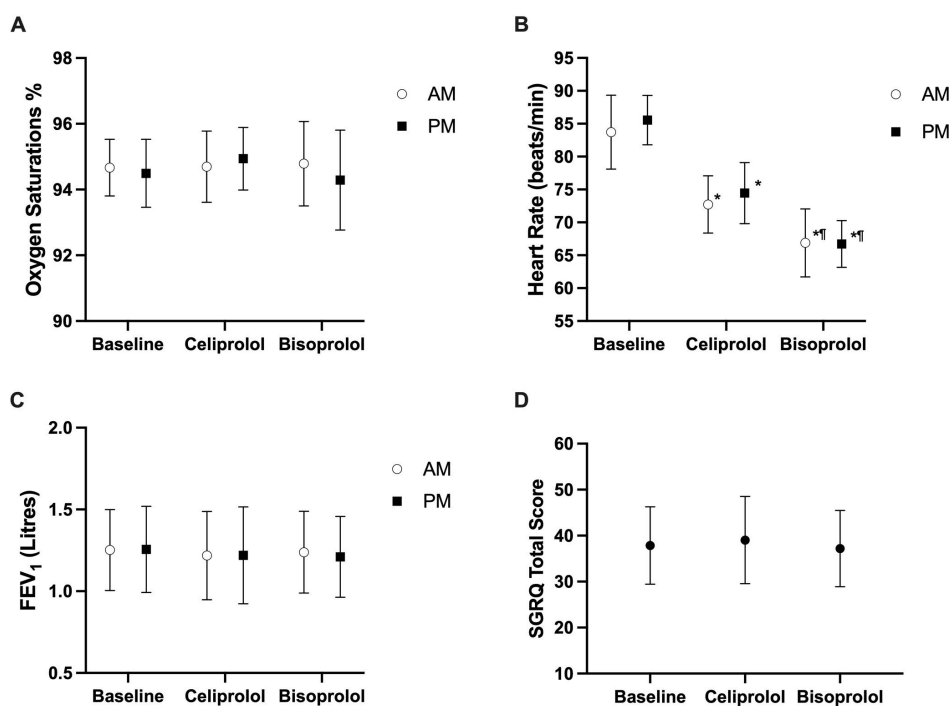 A
Oxygen Saturations %
98
96
94
92
90
Baseline Celiprolol Bisoprolol
AM
PM
B
Heart Rate (beats/min)
95
90
85
80
75
70
65
60
55
* *
*¶ *¶
Baseline Celiprolol Bisoprolol
AM
PM
C
FEV₁ (Litres)
2.0
1.5
1.0
0.5
Baseline Celiprolol Bisoprolol
AM
PM
D
SGRQ Total Score
60
50
40
30
20
10
Baseline Celiprolol Bisoprolol